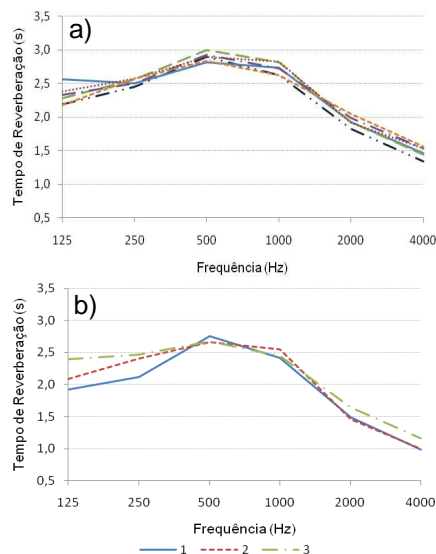 a)
Tempo de Reverberação (s)
3,5
3,0
2,5
2,0
1,5
1,0
0,5
125 250 500 1000 2000 4000
Frequência (Hz)
b)
Tempo de Reverberação (s)
3,5
3,0
2,5
2,0
1,5
1,0
0,5
125 250 500 1000 2000 4000
Frequência (Hz)
1 2 3